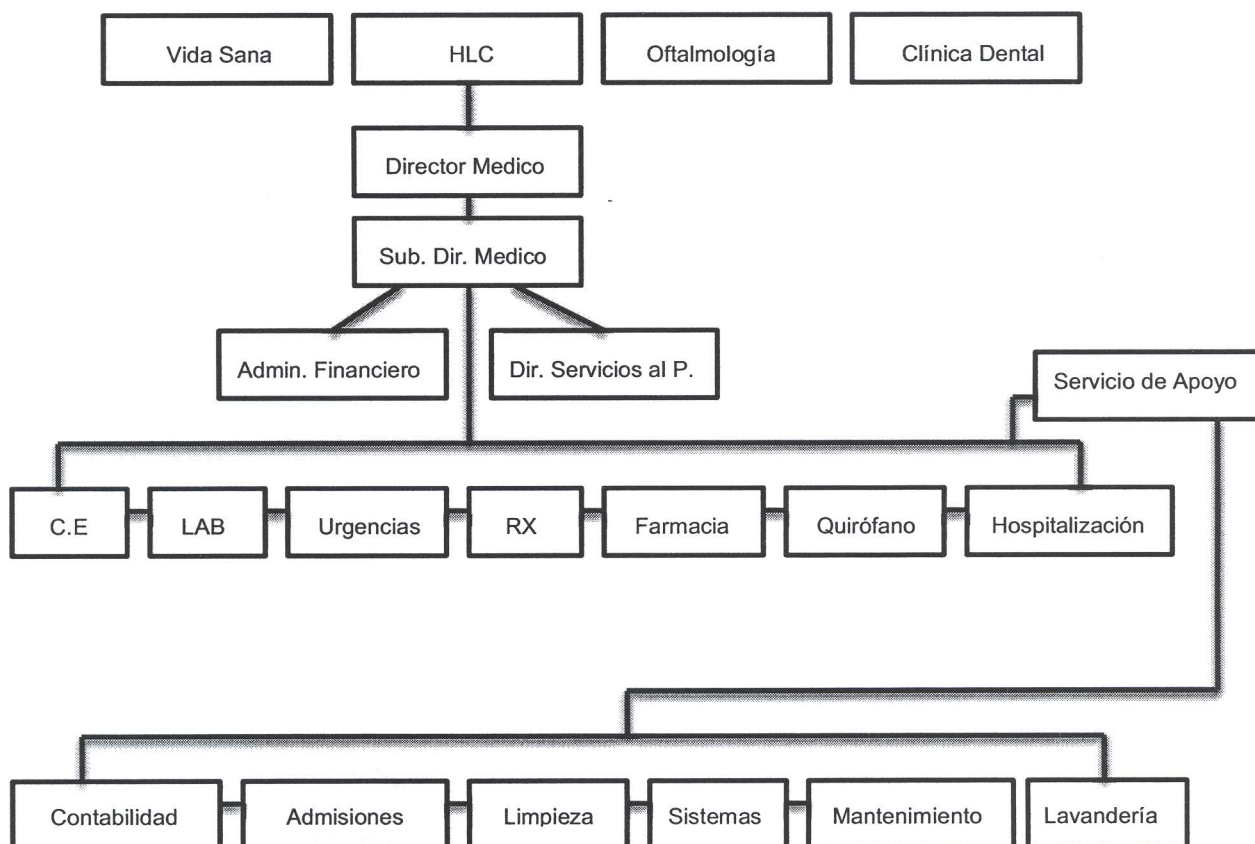 Vida Sana
HLC
Oftalmología
Clínica Dental
Director Medico
Sub. Dir. Medico
Admin. Financiero
Dir. Servicios al P.
Servicio de Apoyo
C.E
LAB
Urgencias
RX
Farmacia
Quirófano
Hospitalización
Contabilidad
Admisiones
Limpieza
Sistemas
Mantenimiento
Lavandería